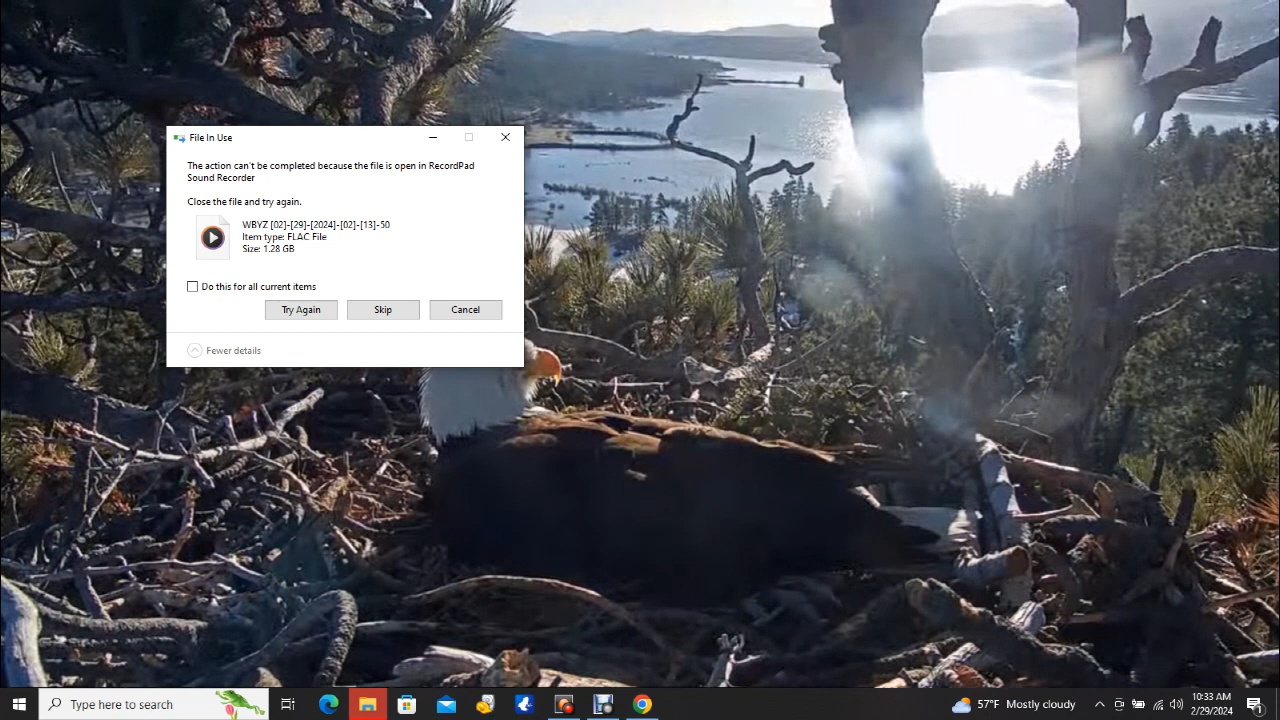 File In Use
The action can't be completed because the file is open in RecordPad
Sound Recorder
Close the file and try again.
WBYZ [02]-[29]-[2024]-[02]-[13]-50
Item type: FLAC File
Size: 1.28 GB
Do this for all current items
Try Again Skip Cancel
Fewer details
Type here to search
57°F Mostly cloudy
10:33 AM
2/29/2024
1